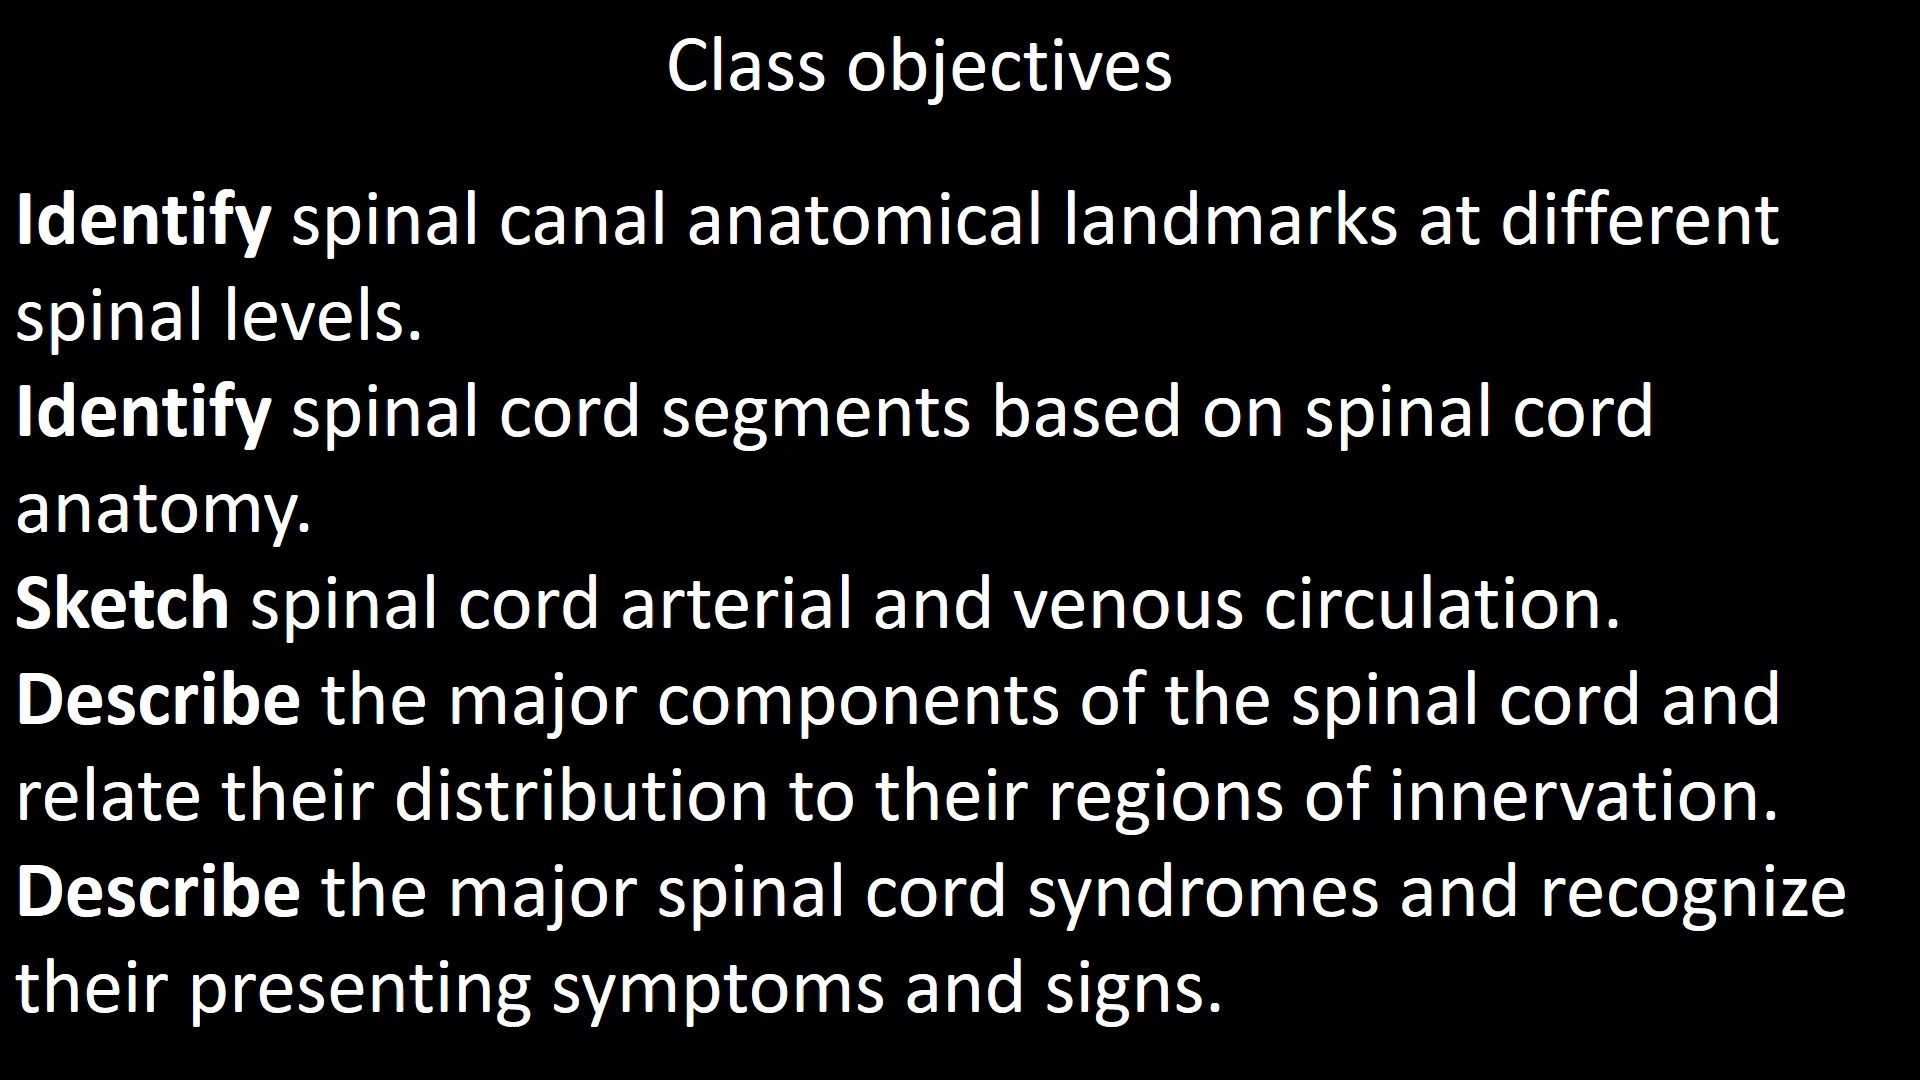 Class objectives
Identify spinal canal anatomical landmarks at different
spinal levels.
Identify spinal cord segments based on spinal cord
anatomy.
Sketch spinal cord arterial and venous circulation.
Describe the major components of the spinal cord and
relate their distribution to their regions of innervation.
Describe the major spinal cord syndromes and recognize
their presenting symptoms and signs.